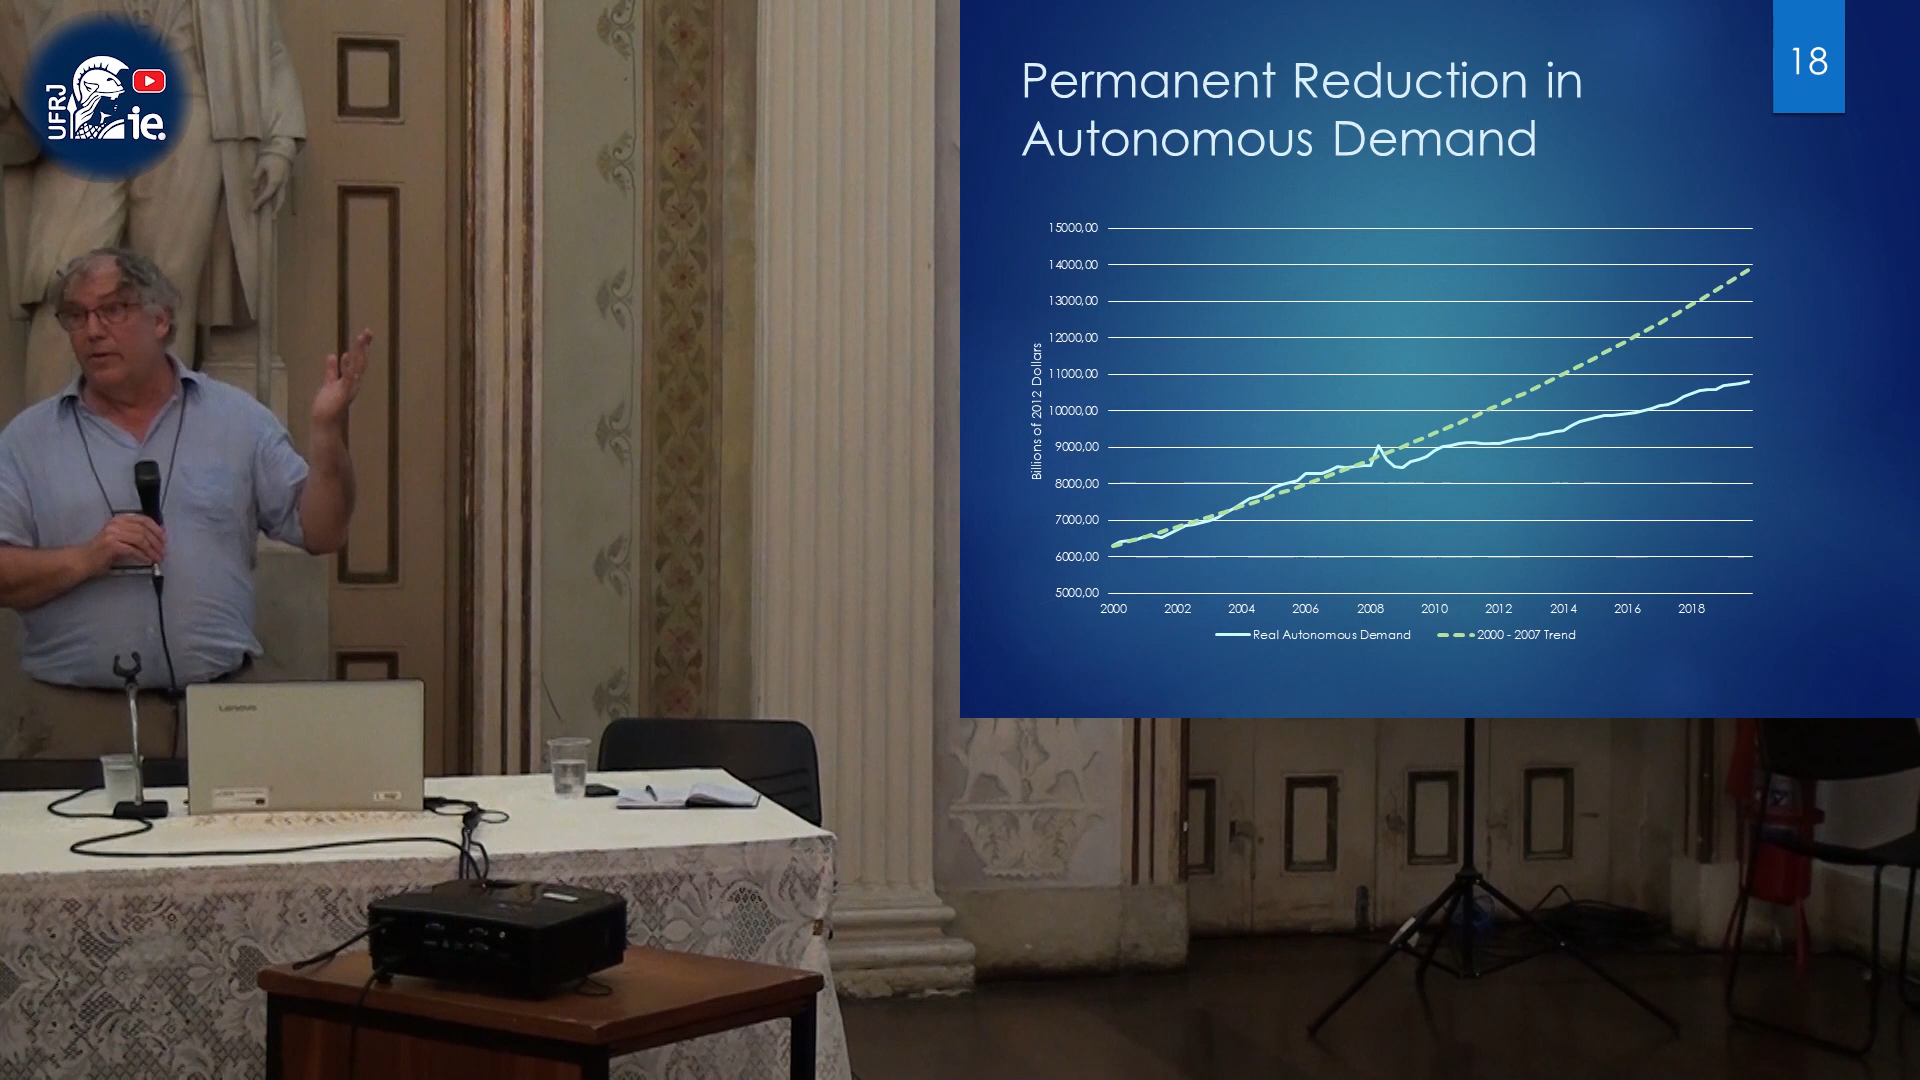 UFRJ
ie.
18
Permanent Reduction in
Autonomous Demand
15000,00
14000,00
13000,00
12000,00
11000,00
10000,00
9000,00
8000,00
7000,00
6000,00
5000,00
Billions of 2012 Dollars
2000 2002 2004 2006 2008 2010 2012 2014 2016 2018
Real Autonomous Demand 2000 - 2007 Trend
Lenovo